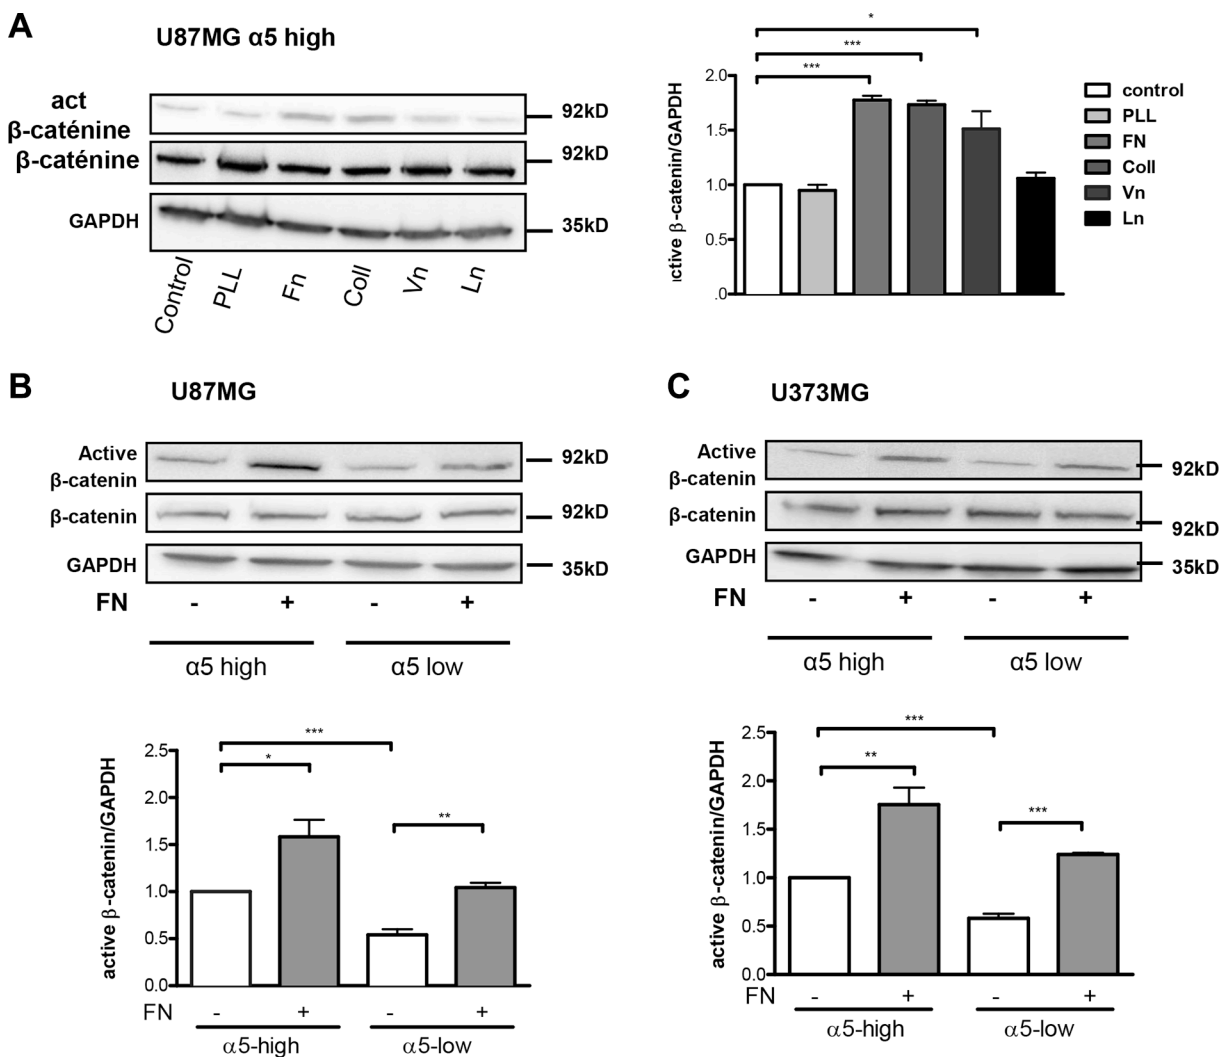 A
U87MG α5 high
act
β-caténine
β-caténine
GAPDH
92kD
92kD
35kD
Control
PLL
Fn
Coll
Vn
Ln
*
***
***
2.0
1.5
1.0
0.5
.0
ıctive β-catenin/GAPDH
control
PLL
FN
Coll
Vn
Ln
B
U87MG
Active
β-catenin
92kD
β-catenin
92kD
GAPDH
35kD
FN - + - +
α5 high α5 low
***
*
**
2.5
2.0
1.5
1.0
0.5
0.0
active β-catenin/GAPDH
FN - + - +
α5-high α5-low
C
U373MG
Active
β-catenin
92kD
β-catenin
92kD
GAPDH
35kD
FN - + - +
α5 high α5 low
***
**
***
2.5
2.0
1.5
1.0
0.5
0.0
active β-catenin/GAPDH
FN - + - +
α5-high α5-low